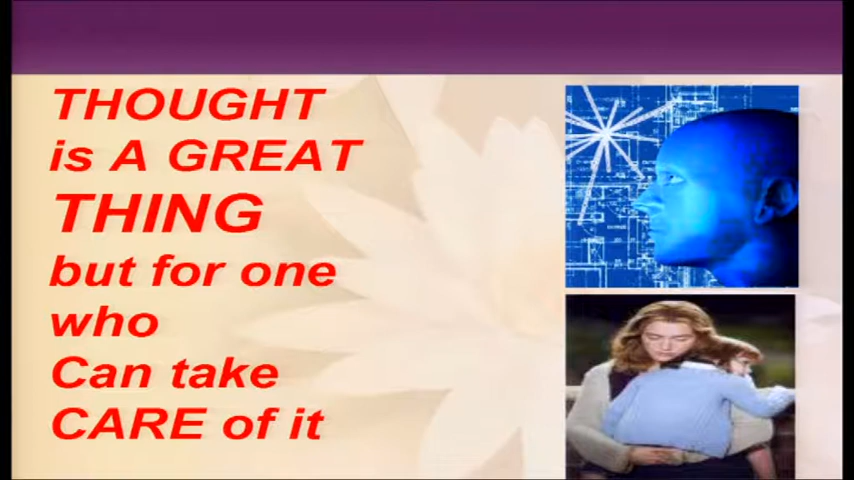 THOUGHT
is A GREAT
THING
but for one
who
Can take
CARE of it